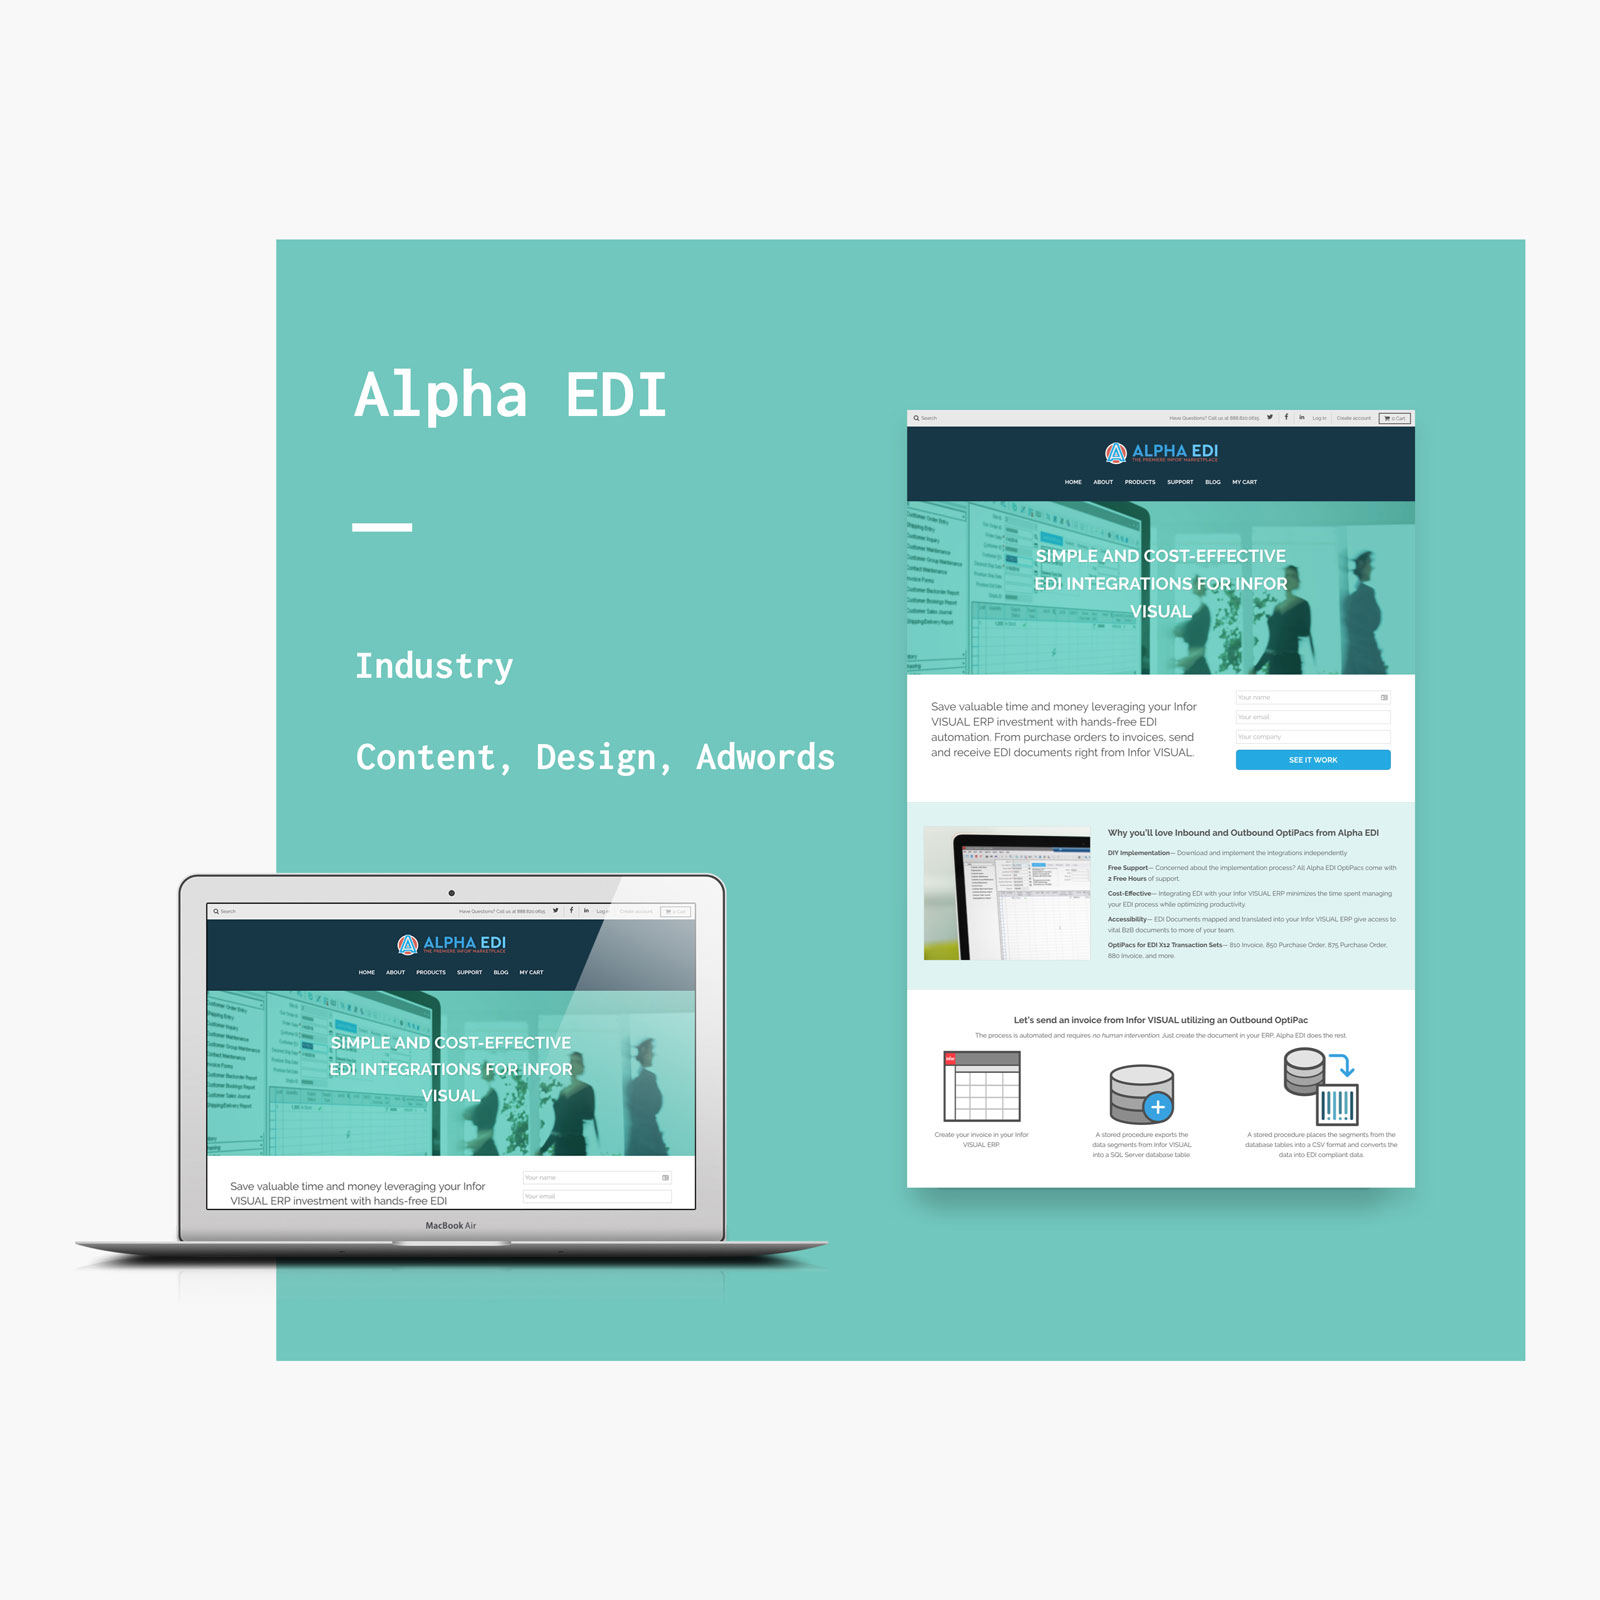 Alpha EDI
Industry
Content, Design, Adwords
Search
Have Questions? Call us at 888.820.0615
Log in
Create account
0 Cart
ALPHA EDI
THE PREMIERE INFOR MARKETPLACE
HOME ABOUT PRODUCTS SUPPORT BLOG MY CART
SIMPLE AND COST-EFFECTIVE
EDI INTEGRATIONS FOR INFOR
VISUAL
Save valuable time and money leveraging your Infor
VISUAL ERP investment with hands-free EDI
automation. From purchase orders to invoices, send
and receive EDI documents right from Infor VISUAL.
Your name
Your email
Your company
SEE IT WORK
Why you'll love Inbound and Outbound OptiPacs from Alpha EDI
DIY Implementation— Download and implement the integrations independently
Free Support— Concerned about the implementation process? All Alpha EDI OptiPacs come with
2 Free Hours of support.
Cost-Effective— Integrating EDI with your Infor VISUAL ERP minimizes the time spent managing
your EDI process while optimizing productivity.
Accessibility— EDI Documents mapped and translated into your Infor VISUAL ERP give access to
vital B2B documents to more of your team.
OptiPacs for EDI X12 Transaction Sets— 810 Invoice, 850 Purchase Order, 875 Purchase Order,
880 Invoice, and more.
Let's send an invoice from Infor VISUAL utilizing an Outbound OptiPac
The process is automated and requires no human intervention. Just create the document in your ERP. Alpha EDI does the rest.
infor
Create your invoice in your Infor
VISUAL ERP.
A stored procedure exports the
data segments from Infor VISUAL
into a SQL Server database table.
A stored procedure places the segments from the
database tables into a CSV format and converts the
data into EDI compliant data.
Search
Have Questions? Call us at 888.820.0615
Log in
Create account
0 Cart
ALPHA EDI
THE PREMIERE INFOR MARKETPLACE
HOME ABOUT PRODUCTS SUPPORT BLOG MY CART
SIMPLE AND COST-EFFECTIVE
EDI INTEGRATIONS FOR INFOR
VISUAL
Save valuable time and money leveraging your Infor
VISUAL ERP investment with hands-free EDI
Your name
Your email
MacBook Air